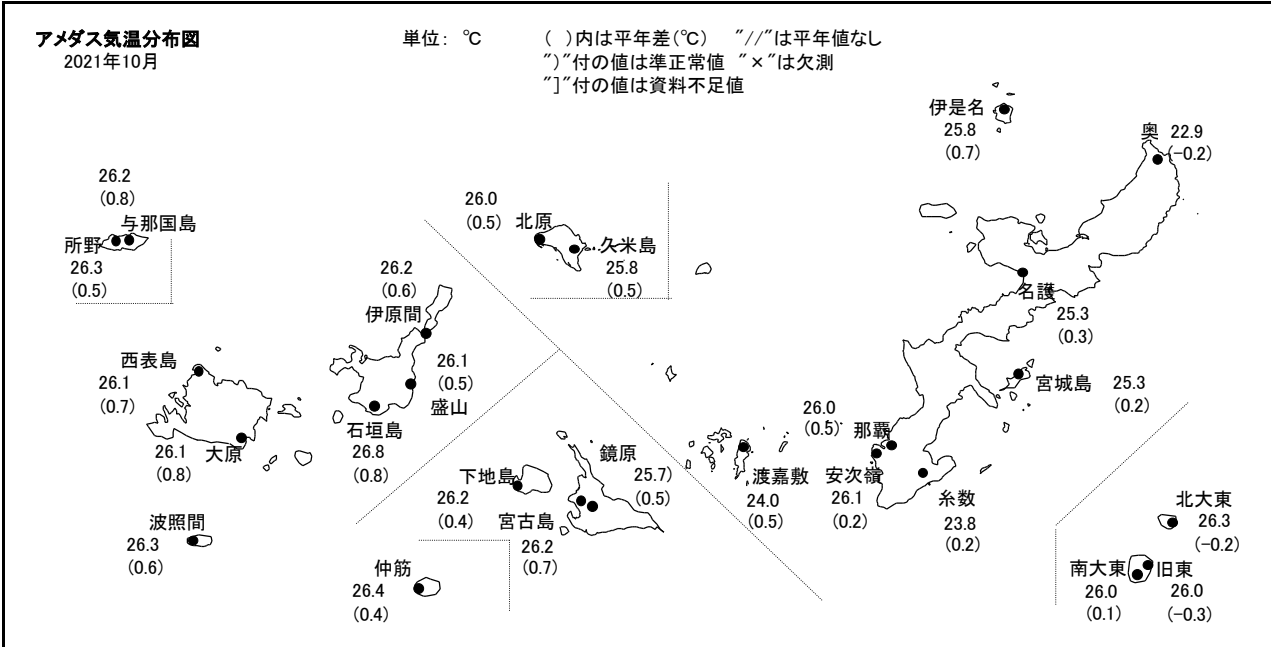 アメダス気温分布図
2021年10月
単位： ℃
( )内は平年差(℃) "//"は平年値なし
")"付の値は準正常値 "×"は欠測
"]"付の値は資料不足値
伊是名
25.8
(0.7)
奥 22.9
(-0.2)
26.2
(0.8)
与那国島
所野
26.3
(0.5)
26.0
(0.5)
北原
久米島
25.8
(0.5)
名護
25.3
(0.3)
26.2
(0.6)
伊原間
26.1
(0.5)
盛山
石垣島
26.8
(0.8)
西表島
26.1
(0.7)
26.1
(0.8)
大原
波照間
26.3
(0.6)
宮城島
25.3
(0.2)
26.0
(0.5)
那覇
安次嶺
26.1
(0.2)
糸数
23.8
(0.2)
渡嘉敷
24.0
(0.5)
鏡原
25.7)
(0.5)
下地島
26.2
(0.4)
宮古島
26.2
(0.7)
仲筋
26.4
(0.4)
北大東
26.3
(-0.2)
南大東
26.0
(0.1)
旧東
26.0
(-0.3)